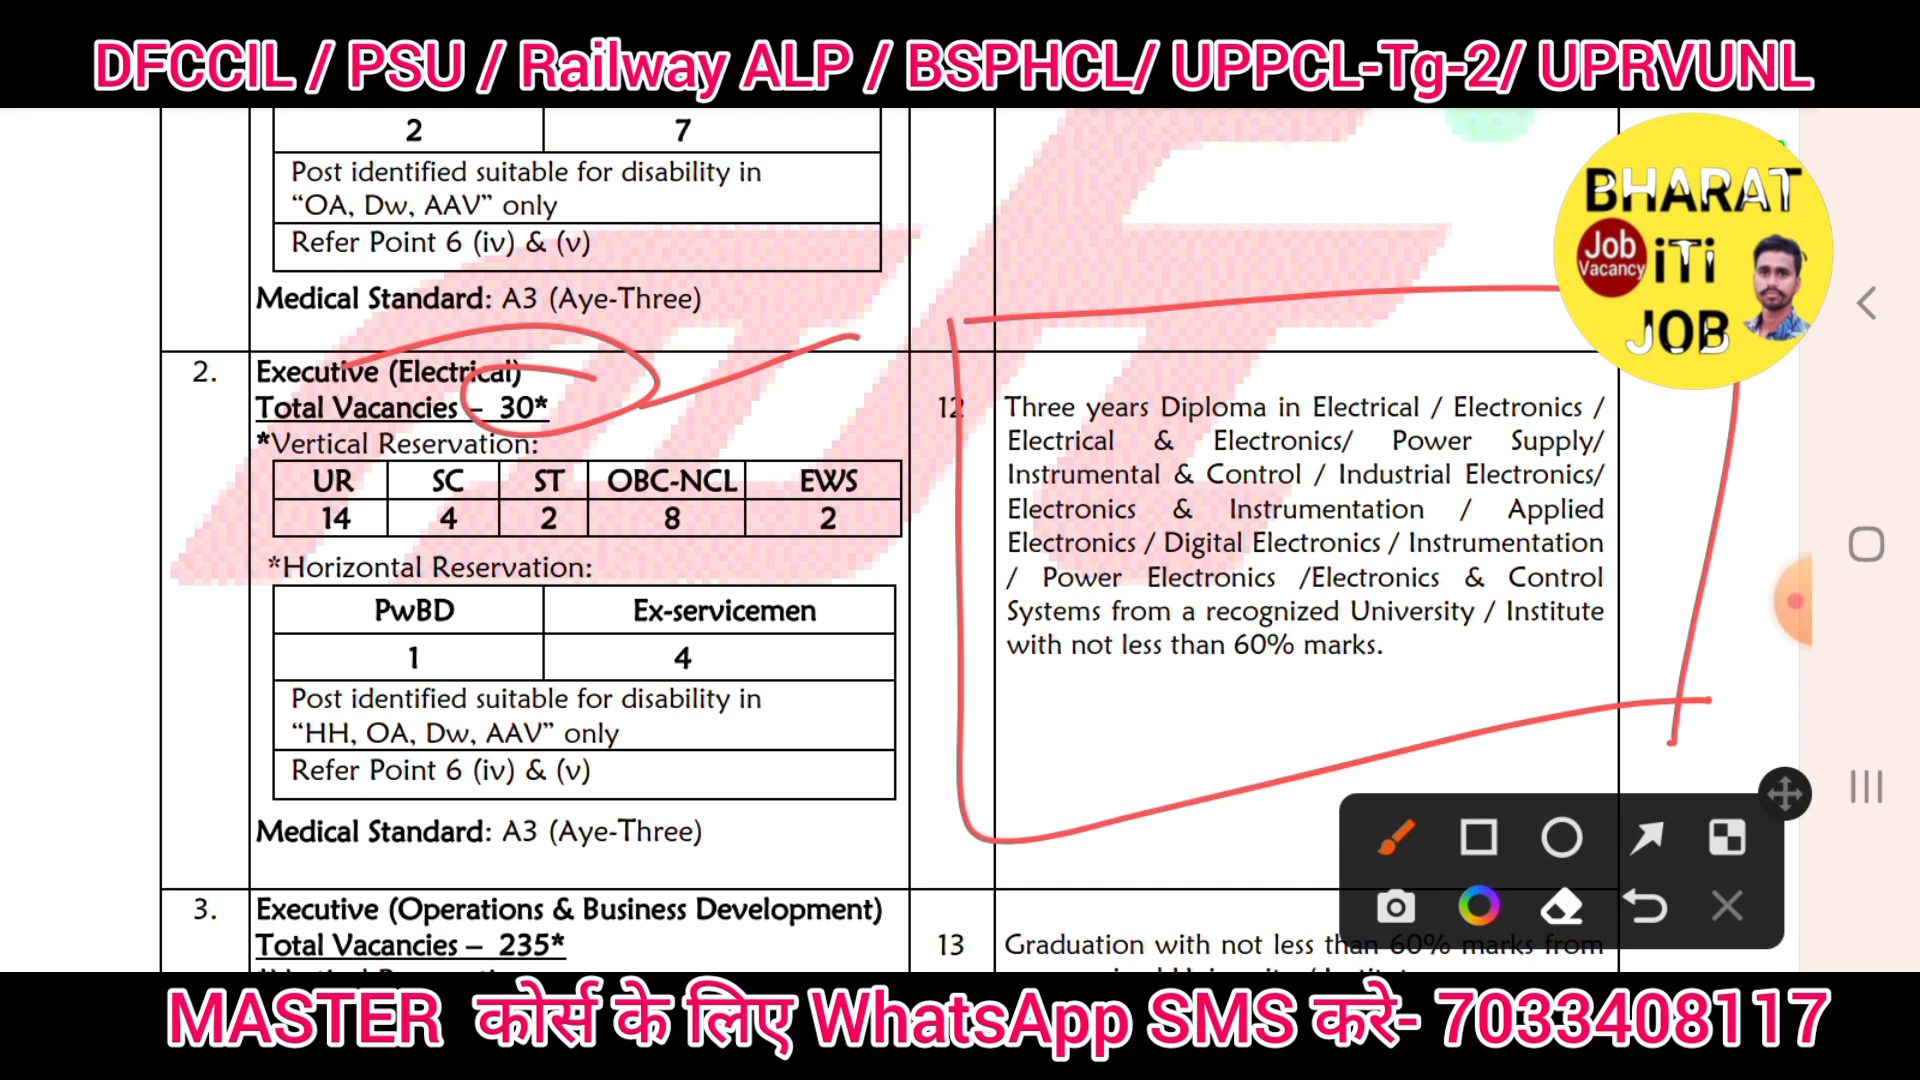 DFCCIL / PSU / Railway ALP / BSPHCL/ UPPCL-Tg-2/ UPRVUNL
2 7
Post identified suitable for disability in
“OA, Dw, AAV” only
Refer Point 6 (iv) & (v)
Medical Standard: A3 (Aye-Three)
BHARAT
Job Vacancy
iTi
JOB
2.
Executive (Electrical)
Total Vacancies – 30*
*Vertical Reservation:
UR SC ST OBC-NCL EWS
14 4 2 8 2
*Horizontal Reservation:
PwBD Ex-servicemen
1 4
Post identified suitable for disability in
“HH, OA, Dw, AAV” only
Refer Point 6 (iv) & (v)
Medical Standard: A3 (Aye-Three)
12
Three years Diploma in Electrical / Electronics /
Electrical & Electronics/ Power Supply/
Instrumental & Control / Industrial Electronics/
Electronics & Instrumentation / Applied
Electronics / Digital Electronics / Instrumentation
/ Power Electronics /Electronics & Control
Systems from a recognized University / Institute
with not less than 60% marks.
3.
Executive (Operations & Business Development)
Total Vacancies – 235*
13
Graduation with not less than 60% marks from
MASTER कोर्स के लिए WhatsApp SMS करे- 7033408117